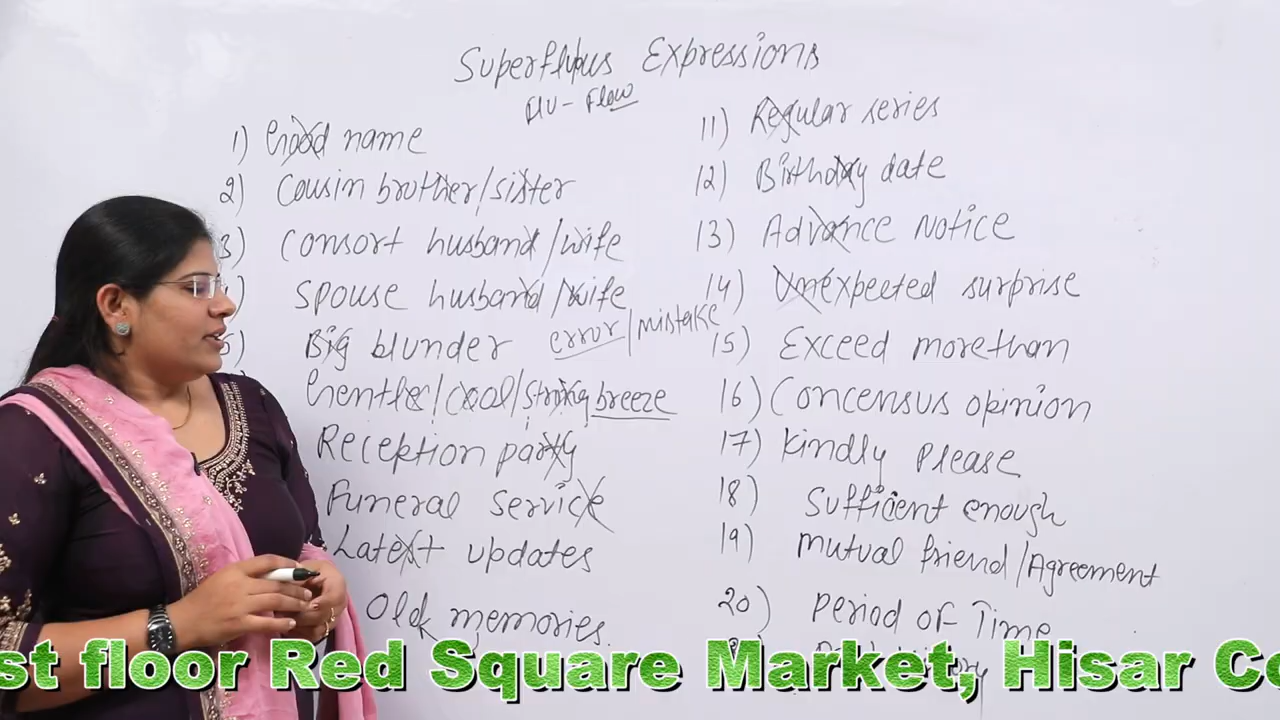 Superfluous Expressions
Flu - Flow
1) Good name
2) Cousin brother/sister
3) Consort husband/wife
) Spouse husband/wife
5) Big blunder error/mistake
Gentle/Cool/strong breeze
Reception party
Funeral service
Latest updates
Old memories.
11) Regular series
12) Birthday date
13) Advance Notice
14) Unexpected surprise
15) Exceed morethan
16) Concensus opinion
17) Kindly Please
18) Sufficient enough
19) Mutual friend/Agreement
20) Period of Time
st floor Red Square Market, Hisar Co